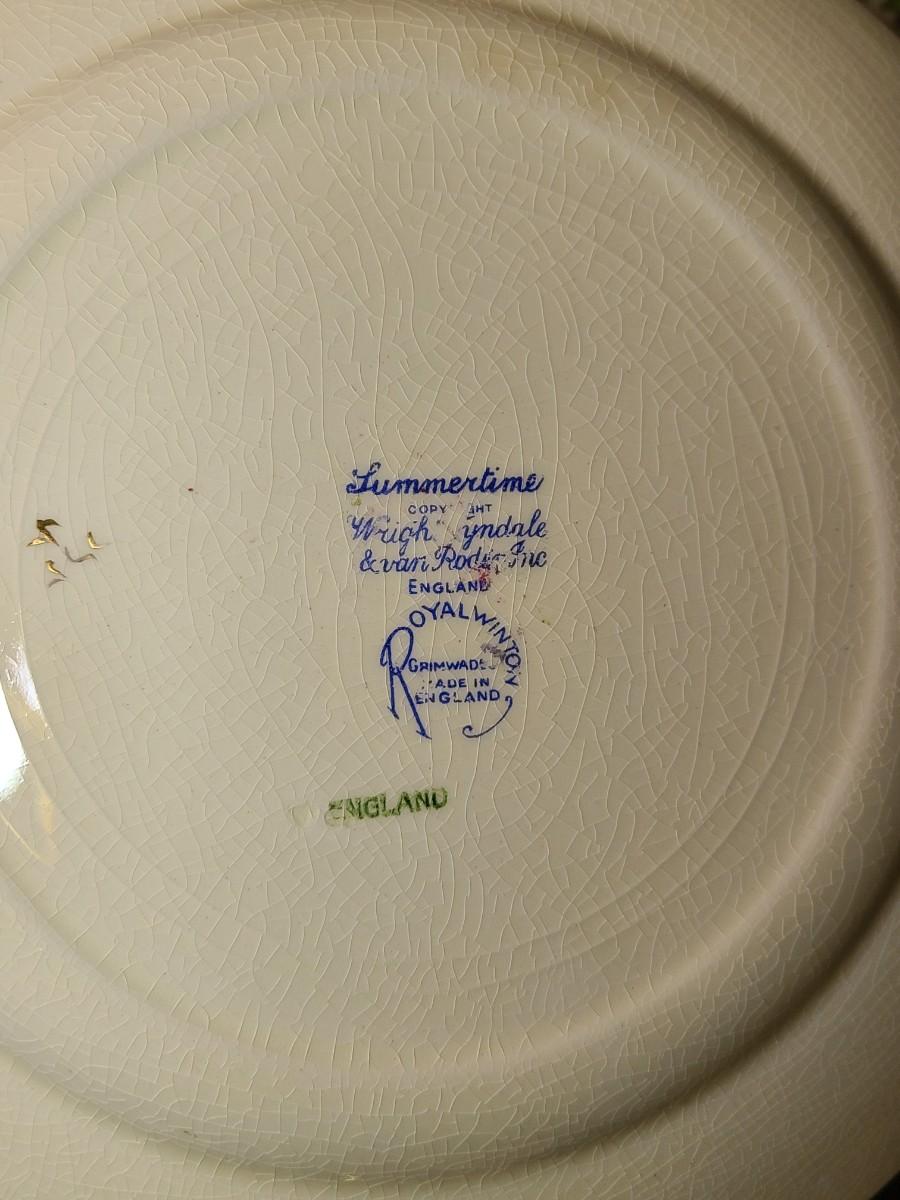 Summertime
COPYRIGHT
Wright Tyndale
& van Roden Inc
ENGLAND
ROYAL WINTON
GRIMWADES
MADE IN
ENGLAND
ENGLAND